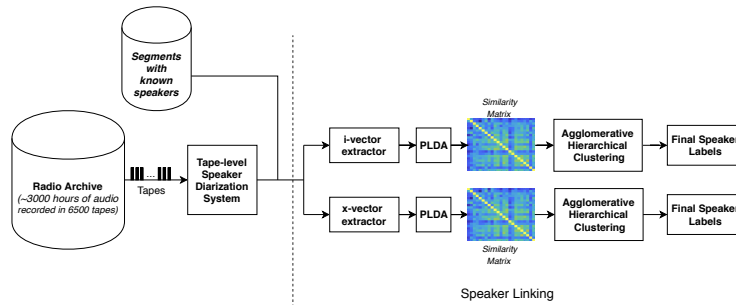 Segments
with
known
speakers
Radio Archive
(~3000 hours of audio
recorded in 6500 tapes)
...
Tapes
Tape-level
Speaker
Diarization
System
i-vector
extractor
PLDA
Similarity
Matrix
Agglomerative
Hierarchical
Clustering
Final Speaker
Labels
x-vector
extractor
PLDA
Similarity
Matrix
Agglomerative
Hierarchical
Clustering
Final Speaker
Labels
Speaker Linking